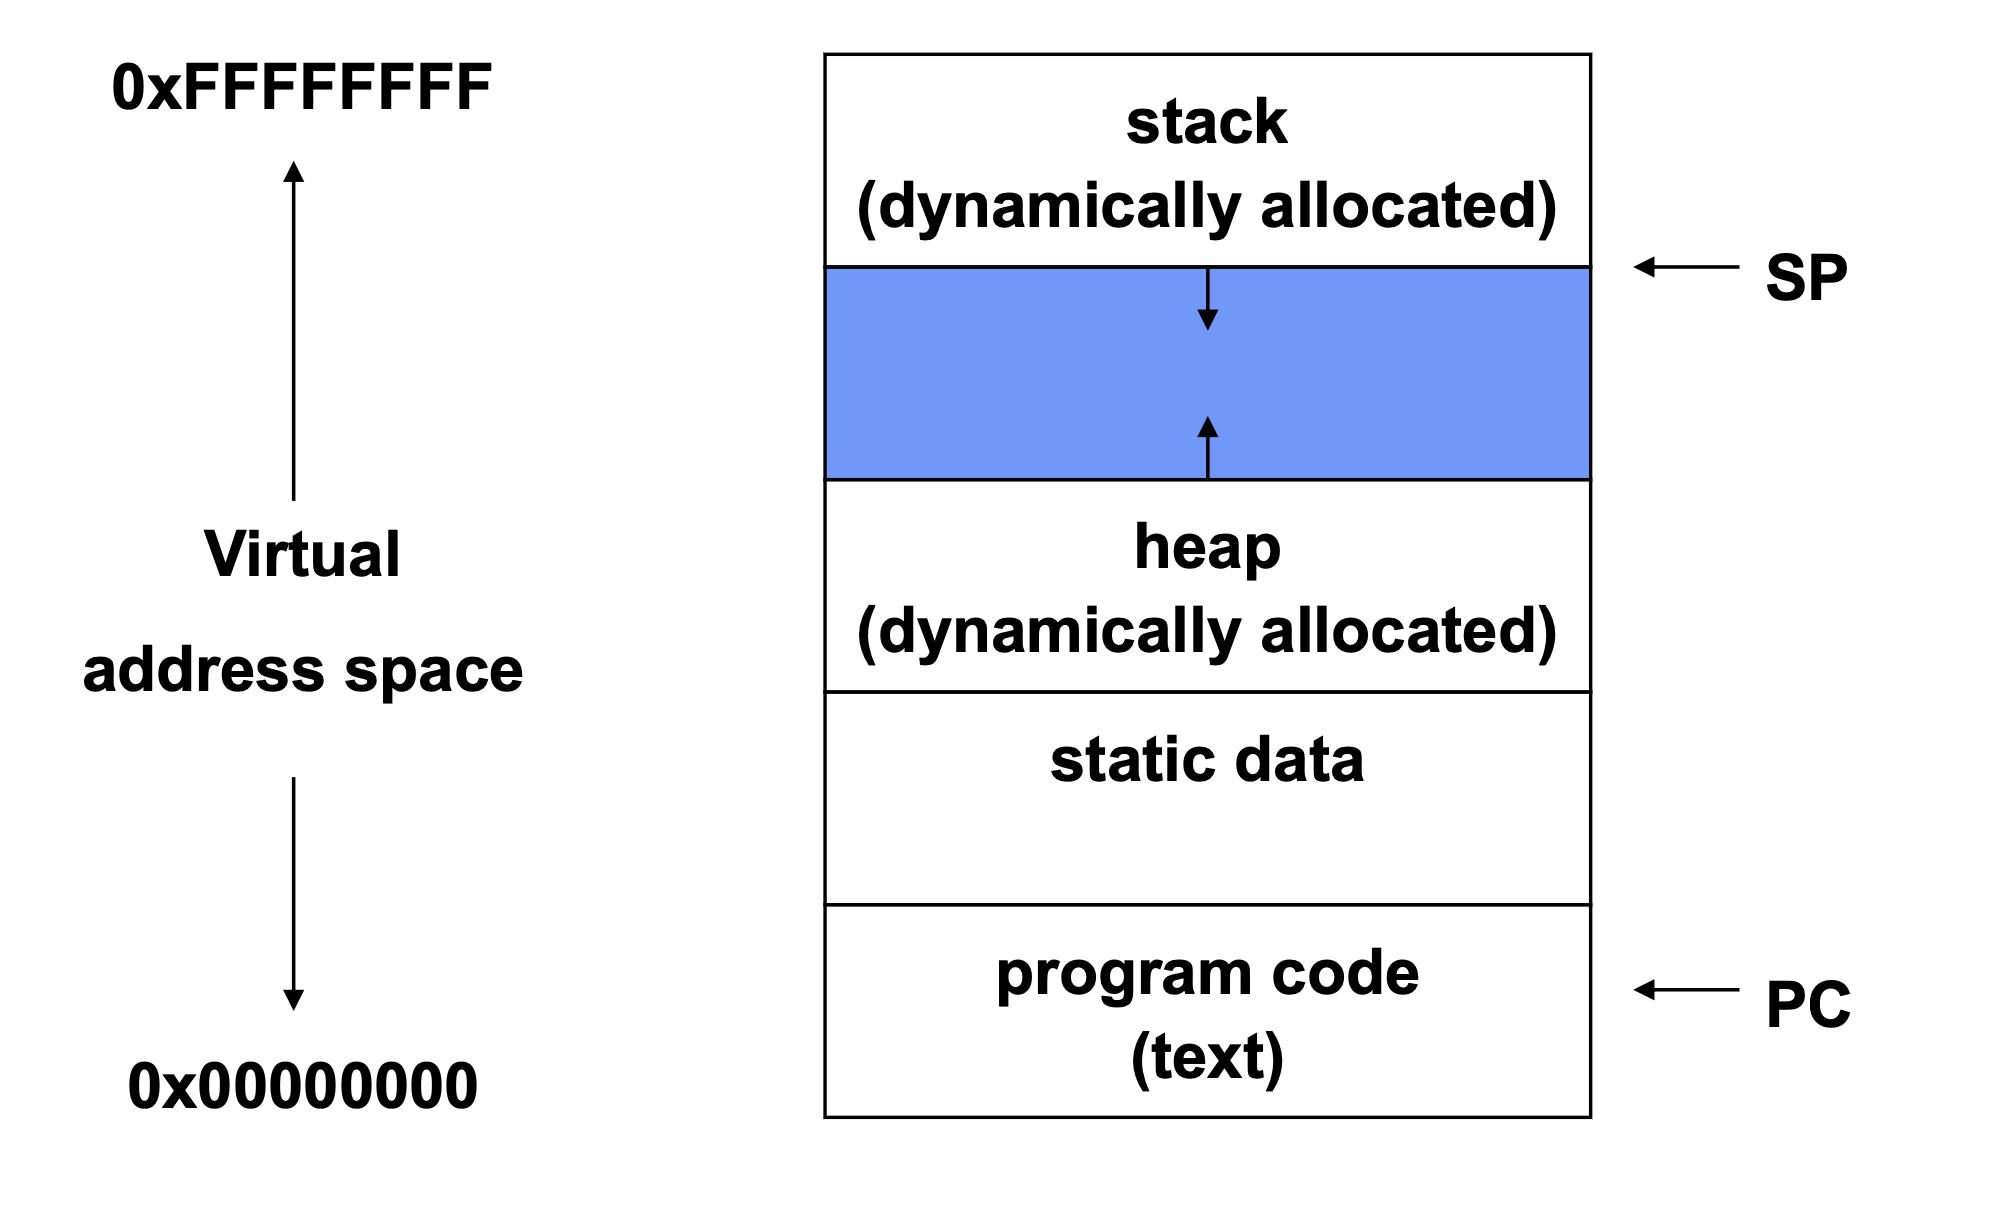 0xFFFFFFFF
Virtual
address space
0x00000000
stack
(dynamically allocated)
heap
(dynamically allocated)
static data
program code
(text)
SP
PC